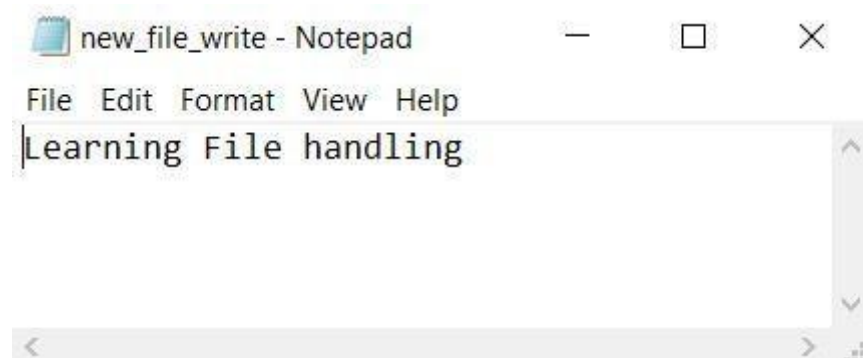 new_file_write - Notepad
File Edit Format View Help
Learning File handling